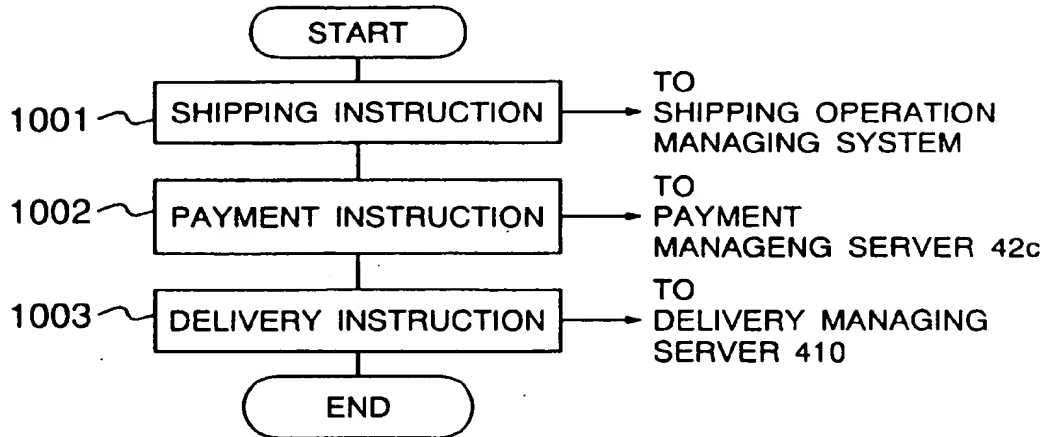 START
1001
SHIPPING INSTRUCTION
TO
SHIPPING OPERATION
MANAGING SYSTEM
1002
PAYMENT INSTRUCTION
TO
PAYMENT
MANAGENG SERVER 42c
1003
DELIVERY INSTRUCTION
TO
DELIVERY MANAGING
SERVER 410
END